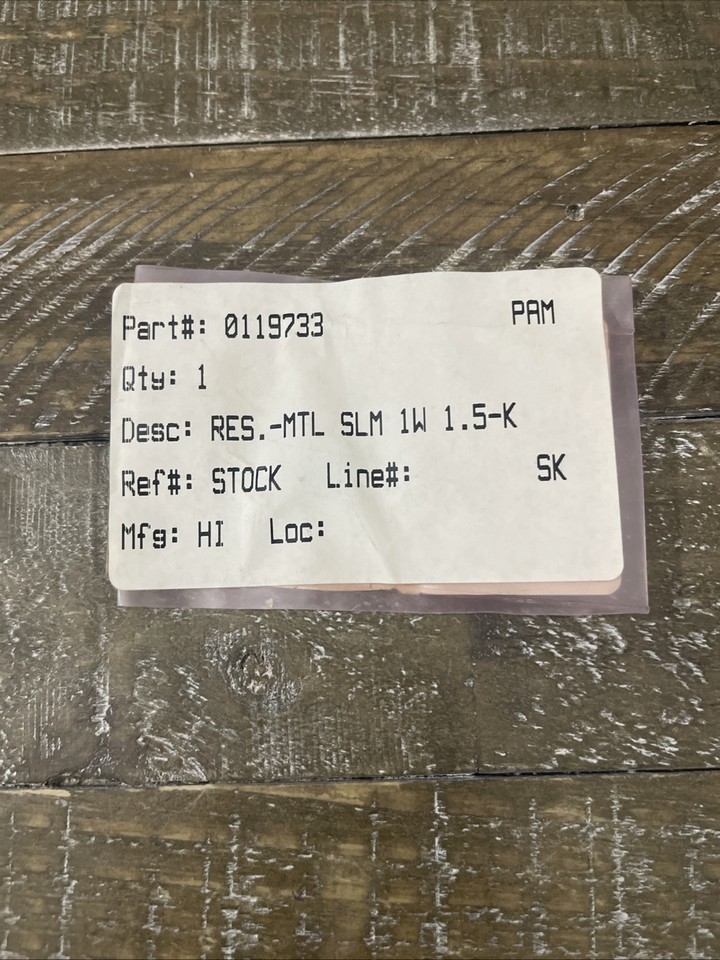 Part#: 0119733 PAM
Qty: 1
Desc: RES.-MTL SLM 1W 1.5-K
Ref#: STOCK Line#: SK
Mfg: HI Loc: